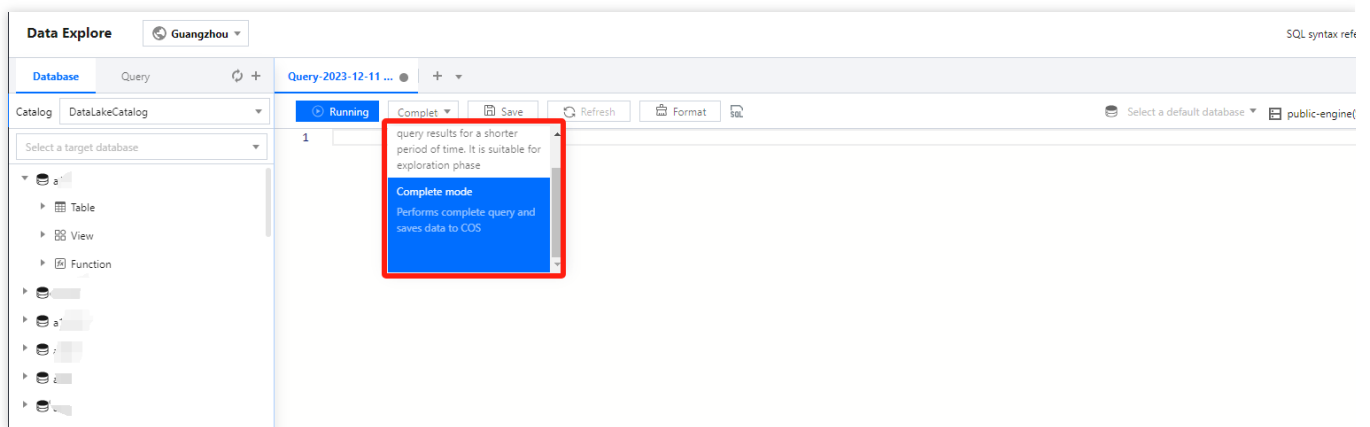 Data Explore
Guangzhou
SQL syntax refe
Database
Query
Query-2023-12-11 ...
Catalog
DataLakeCatalog
Running
Complet
Save
Refresh
Format
SQL
Select a default database
public-engine(
Select a target database
1
query results for a shorter
period of time. It is suitable for
exploration phase
Complete mode
Performs complete query and
saves data to COS
Table
View
Function